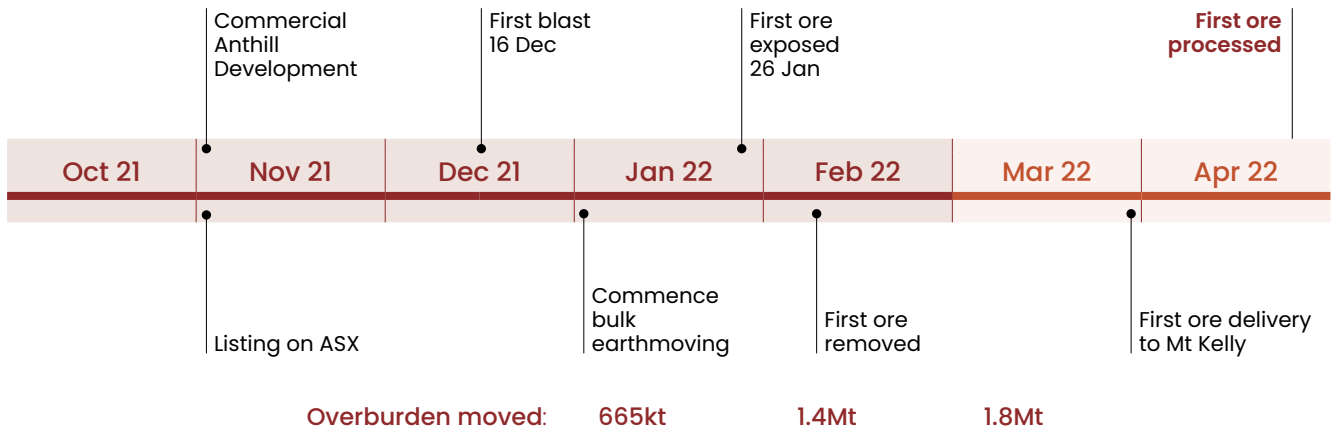 Commercial
Anthill
Development
First blast
16 Dec
First ore
exposed
26 Jan
First ore
processed
Oct 21
Nov 21
Dec 21
Jan 22
Feb 22
Mar 22
Apr 22
Listing on ASX
Commence
bulk
earthmoving
First ore
removed
First ore delivery
to Mt Kelly
Overburden moved: 665kt 1.4Mt 1.8Mt